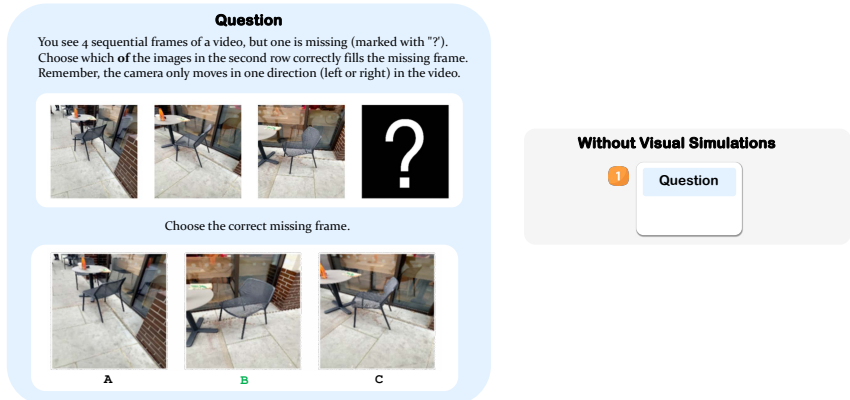 Question
You see 4 sequential frames of a video, but one is missing (marked with "?').
Choose which of the images in the second row correctly fills the missing frame.
Remember, the camera only moves in one direction (left or right) in the video.
?
Choose the correct missing frame.
A
B
C
Without Visual Simulations
1
Question